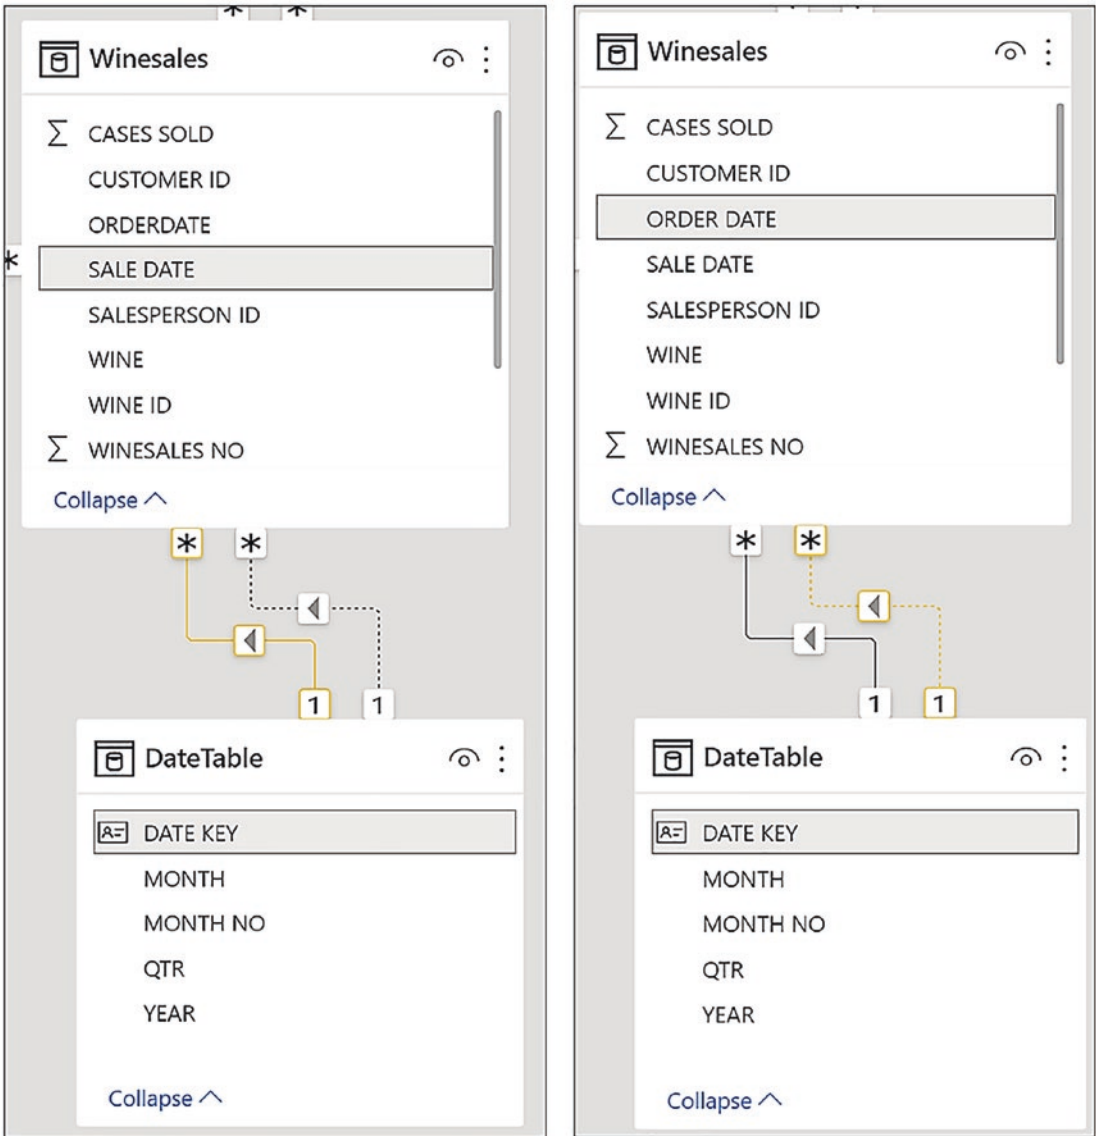 Winesales
CASES SOLD
CUSTOMER ID
ORDERDATE
SALE DATE
SALESPERSON ID
WINE
WINE ID
WINESALES NO
Collapse
*
*
1
1
DateTable
DATE KEY
MONTH
MONTH NO
QTR
YEAR
Collapse
Winesales
CASES SOLD
CUSTOMER ID
ORDER DATE
SALE DATE
SALESPERSON ID
WINE
WINE ID
WINESALES NO
Collapse
*
*
1
1
DateTable
DATE KEY
MONTH
MONTH NO
QTR
YEAR
Collapse